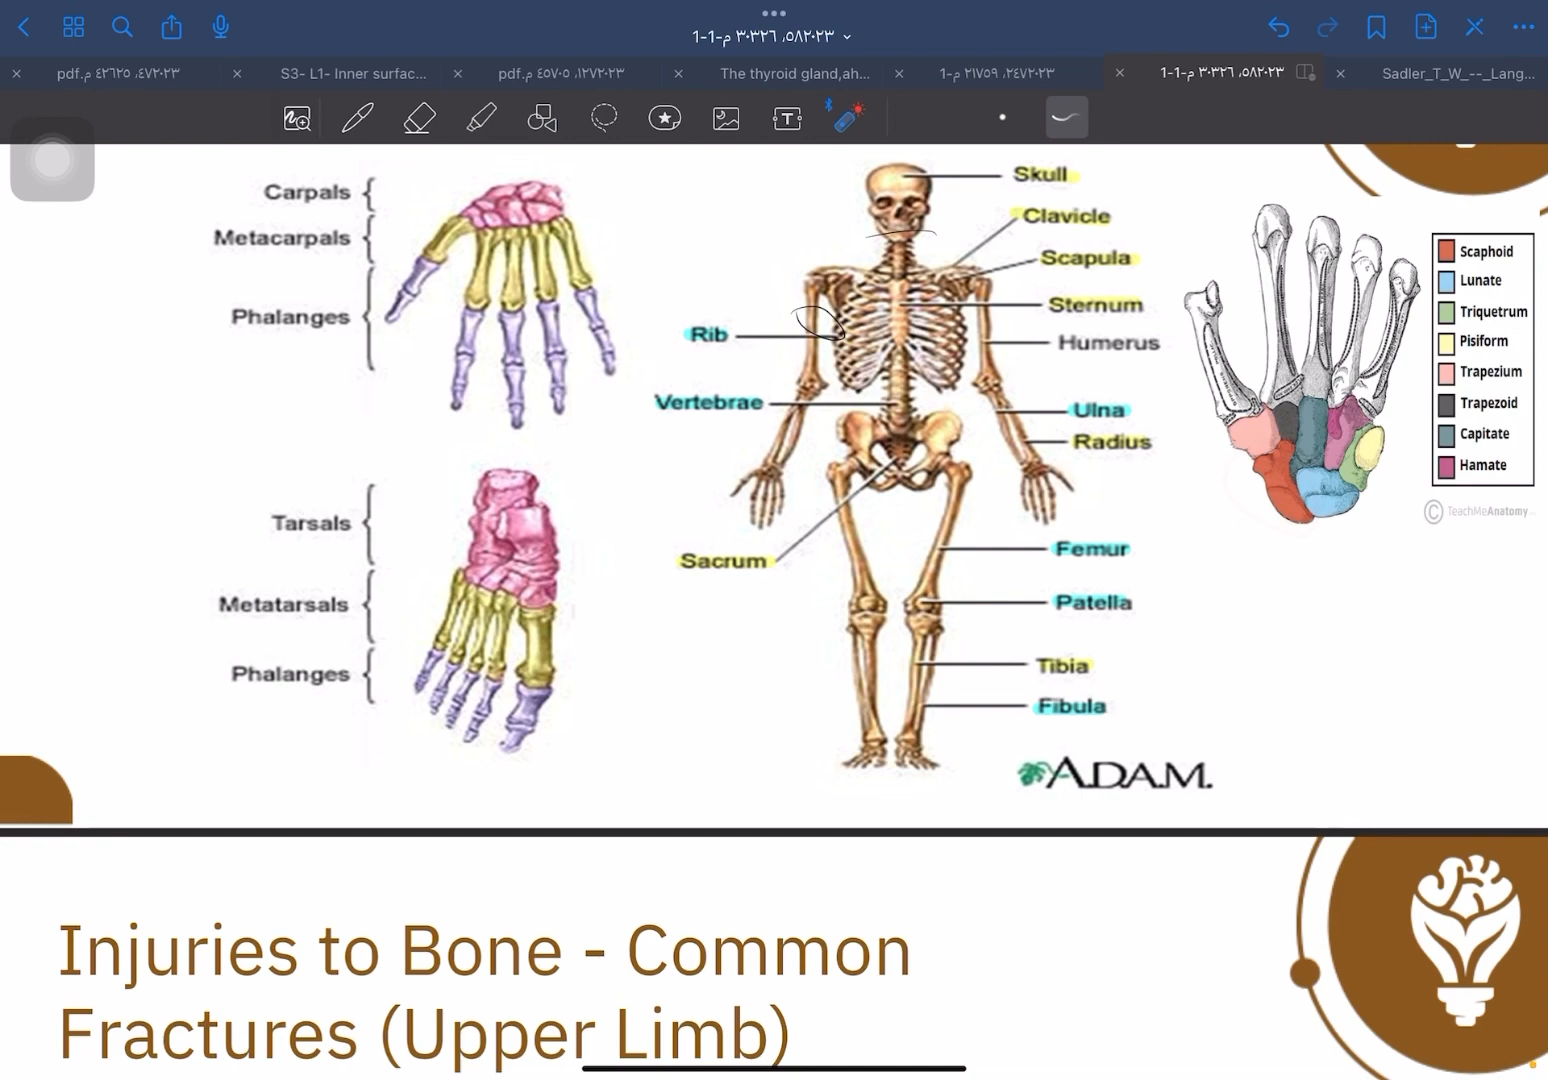 م ٣٠٣٢٦ ،٥٨٢٠٢٣-1-1
pdf.م ٤٢٦٢٥ ،٤٧٢٠٢٣
S3- L1- Inner surfac...
pdf.م ٤٥٧٠٥ ،١٢٧٢٠٢٣
The thyroid gland,ah...
م ٢١٧٥٩ ،٢٤٧٢٠٢٣-1
م ٣٠٣٢٦ ،٥٨٢٠٢٣-1-1
Sadler_T_W_--_Lang...
Carpals
Metacarpals
Phalanges
Tarsals
Metatarsals
Phalanges
Skull
Clavicle
Scapula
Sternum
Rib
Humerus
Vertebrae
Ulna
Radius
Sacrum
Femur
Patella
Tibia
Fibula
A.D.A.M.
Scaphoid
Lunate
Triquetrum
Pisiform
Trapezium
Trapezoid
Capitate
Hamate
© TeachMeAnatomy
Injuries to Bone - Common
Fractures (Upper Limb)